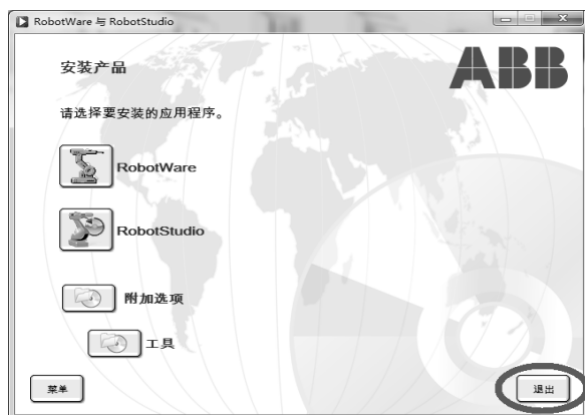 RobotWare 与 RobotStudio
安装产品
ABB
请选择要安装的应用程序。
RobotWare
RobotStudio
附加选项
工具
菜单
退出